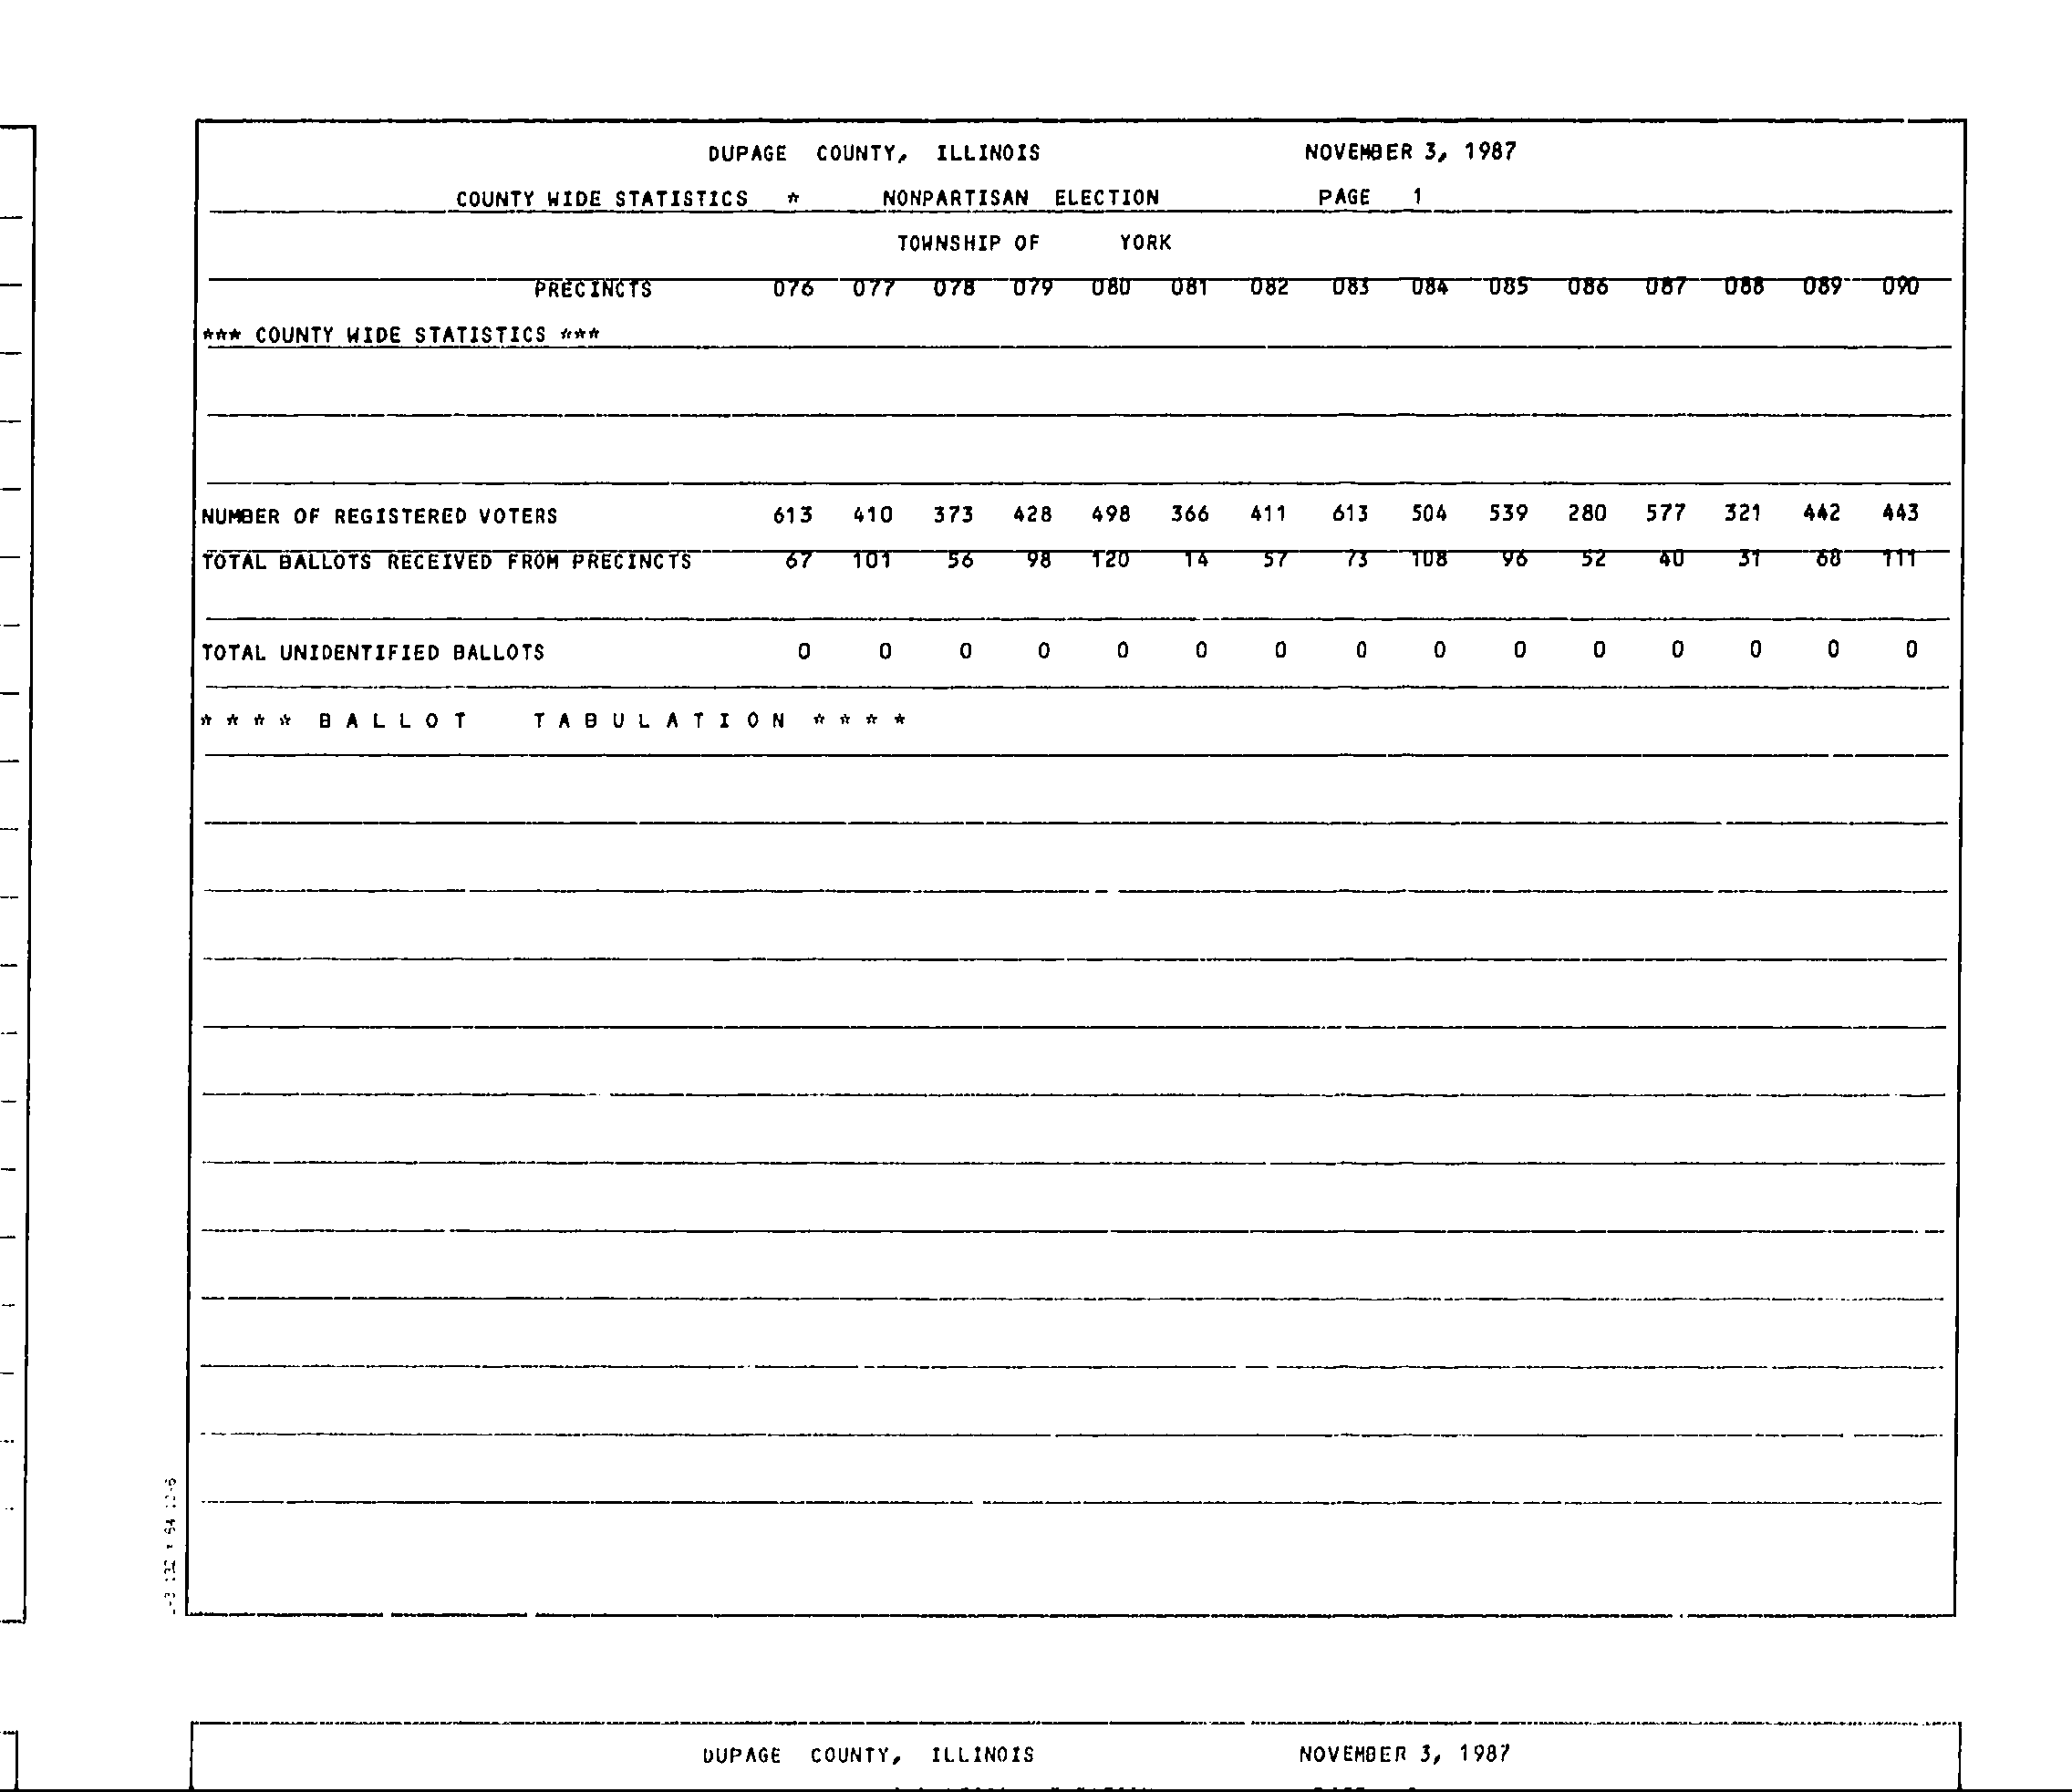 DUPAGE COUNTY, ILLINOIS NOVEMBER 3, 1987
COUNTY WIDE STATISTICS * NONPARTISAN ELECTION PAGE 1
TOWNSHIP OF YORK
PRECINCTS 076 077 078 079 080 081 082 083 084 085 086 087 088 089 090
*** COUNTY WIDE STATISTICS ***
NUMBER OF REGISTERED VOTERS 613 410 373 428 498 366 411 613 504 539 280 577 321 442 443
TOTAL BALLOTS RECEIVED FROM PRECINCTS 67 101 56 98 120 14 57 73 108 96 52 40 31 68 111
TOTAL UNIDENTIFIED BALLOTS 0 0 0 0 0 0 0 0 0 0 0 0 0 0 0
* * * * B A L L O T T A B U L A T I O N * * * *
DUPAGE COUNTY, ILLINOIS NOVEMBER 3, 1987